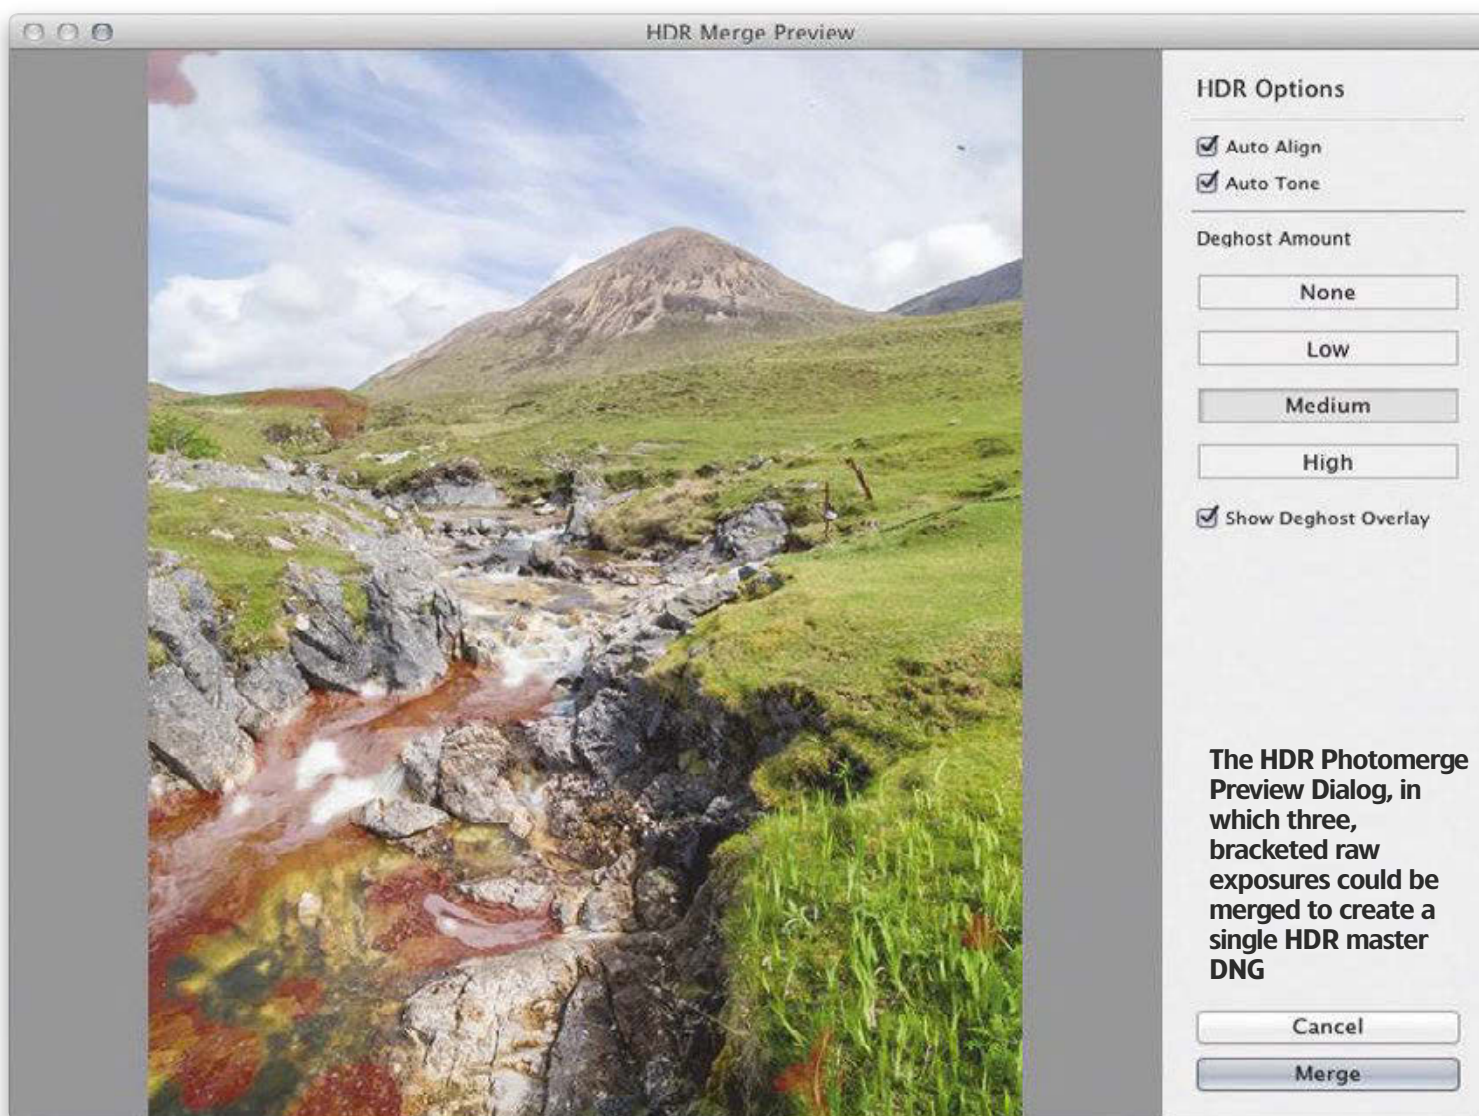 HDR Merge Preview
HDR Options
Auto Align
Auto Tone
Deghost Amount
None
Low
Medium
High
Show Deghost Overlay
The HDR Photomerge
Preview Dialog, in
which three,
bracketed raw
exposures could be
merged to create a
single HDR master
DNG
Cancel
Merge